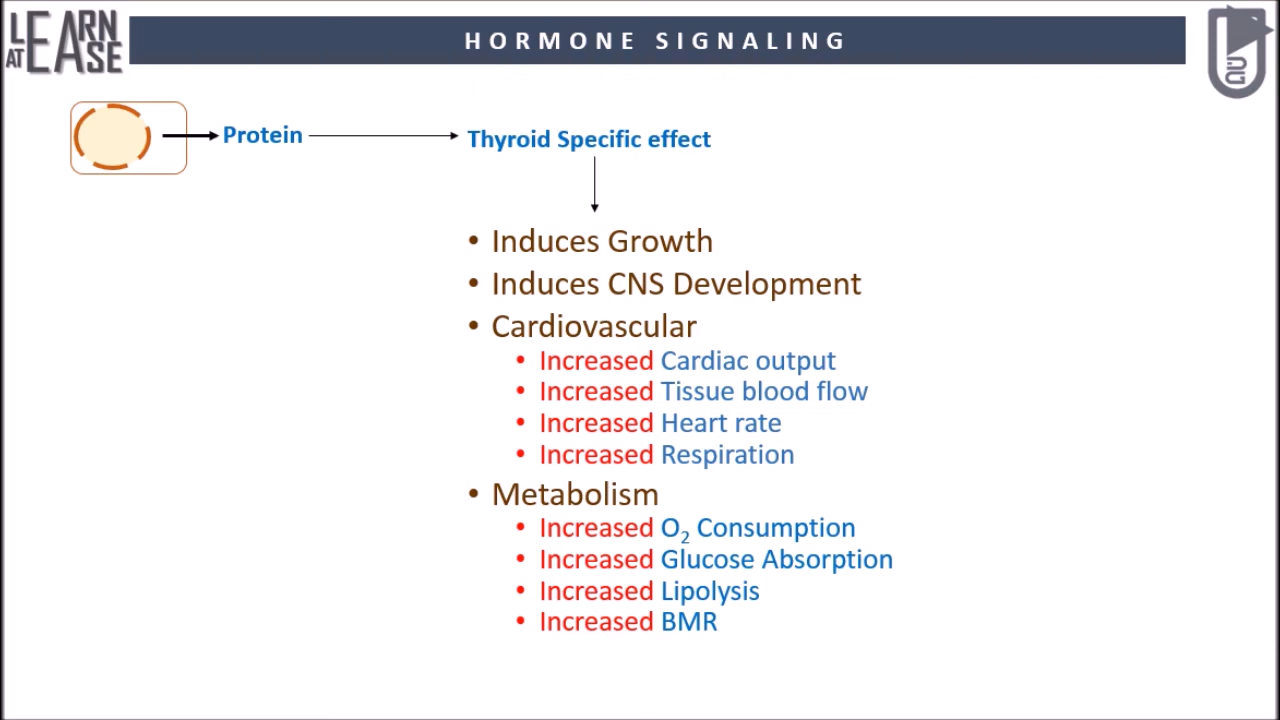 LEARN
AT EASE
HORMONE SIGNALING
Protein
Thyroid Specific effect
• Induces Growth
• Induces CNS Development
• Cardiovascular
• Increased Cardiac output
• Increased Tissue blood flow
• Increased Heart rate
• Increased Respiration
• Metabolism
• Increased O₂ Consumption
• Increased Glucose Absorption
• Increased Lipolysis
• Increased BMR